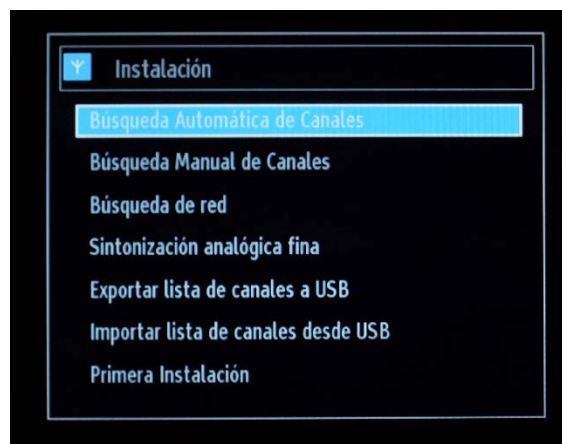 Instalación
Búsqueda Automática de Canales
Búsqueda Manual de Canales
Búsqueda de red
Sintonización analógica fina
Exportar lista de canales a USB
Importar lista de canales desde USB
Primera Instalación